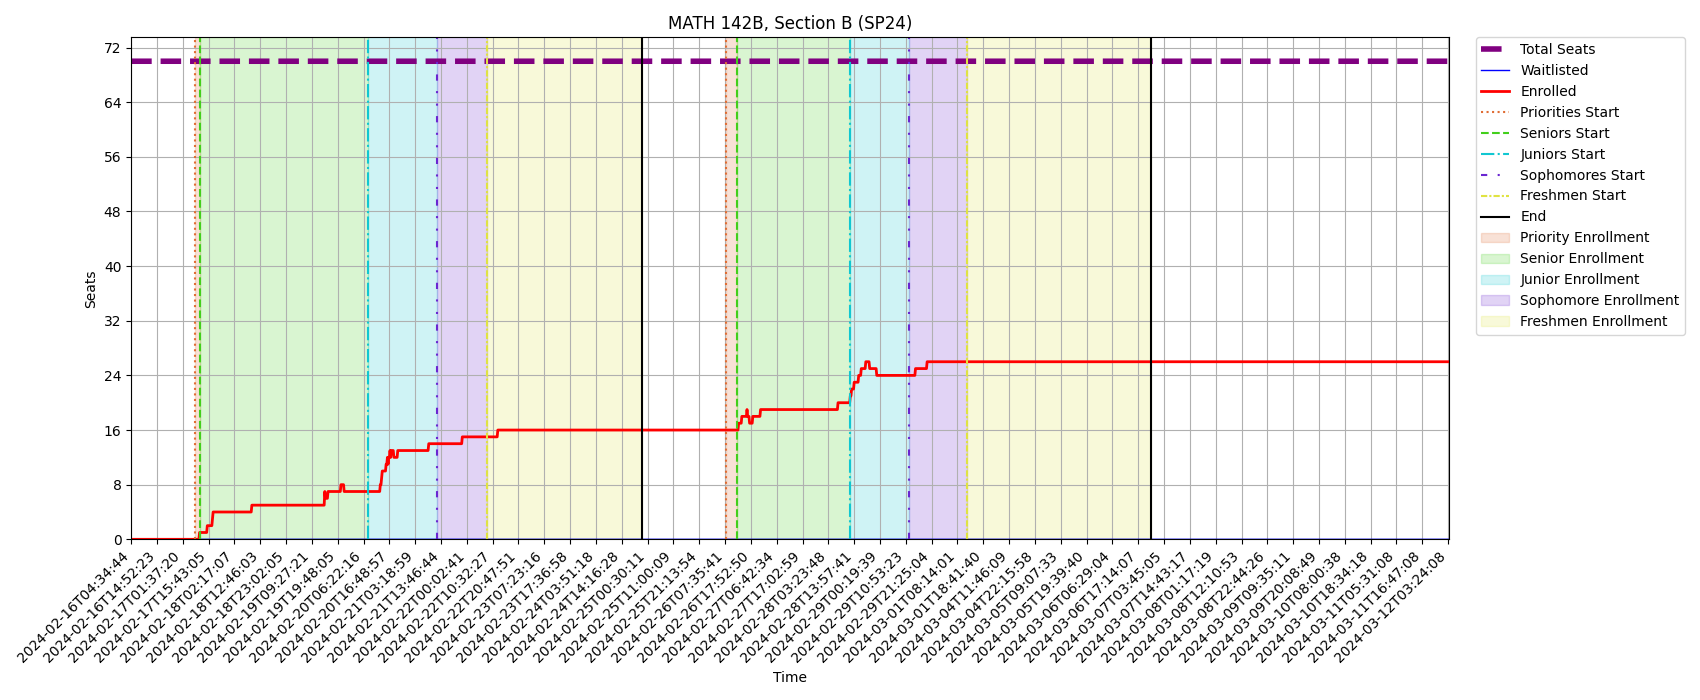 MATH 142B, Section B (SP24)
72
64
56
48
40
32
24
16
8
0
Seats
2024-02-16T04:34:44
2024-02-16T14:52:23
2024-02-17T01:37:20
2024-02-17T15:43:05
2024-02-18T02:17:07
2024-02-18T12:46:03
2024-02-18T23:02:05
2024-02-19T09:27:21
2024-02-19T19:48:05
2024-02-20T06:22:16
2024-02-20T16:48:57
2024-02-21T03:18:59
2024-02-21T13:46:44
2024-02-22T00:02:41
2024-02-22T10:32:27
2024-02-22T20:47:51
2024-02-23T07:23:16
2024-02-23T17:36:58
2024-02-24T03:51:18
2024-02-24T14:16:28
2024-02-25T00:30:11
2024-02-25T11:00:09
2024-02-25T21:13:54
2024-02-26T07:35:41
2024-02-26T17:52:50
2024-02-27T06:42:34
2024-02-27T17:02:59
2024-02-28T03:23:48
2024-02-28T13:57:41
2024-02-29T00:19:39
2024-02-29T10:53:23
2024-02-29T21:25:04
2024-03-01T08:14:01
2024-03-01T18:41:40
2024-03-04T11:46:09
2024-03-04T22:15:58
2024-03-05T09:07:33
2024-03-05T19:39:40
2024-03-06T06:29:04
2024-03-06T17:14:07
2024-03-07T03:45:05
2024-03-07T14:43:17
2024-03-08T01:17:19
2024-03-08T12:10:53
2024-03-08T22:44:26
2024-03-09T09:35:11
2024-03-09T20:08:49
2024-03-10T08:00:38
2024-03-10T18:34:18
2024-03-11T05:31:08
2024-03-11T16:47:08
2024-03-12T03:24:08
Time
Total Seats
Waitlisted
Enrolled
Priorities Start
Seniors Start
Juniors Start
Sophomores Start
Freshmen Start
End
Priority Enrollment
Senior Enrollment
Junior Enrollment
Sophomore Enrollment
Freshmen Enrollment